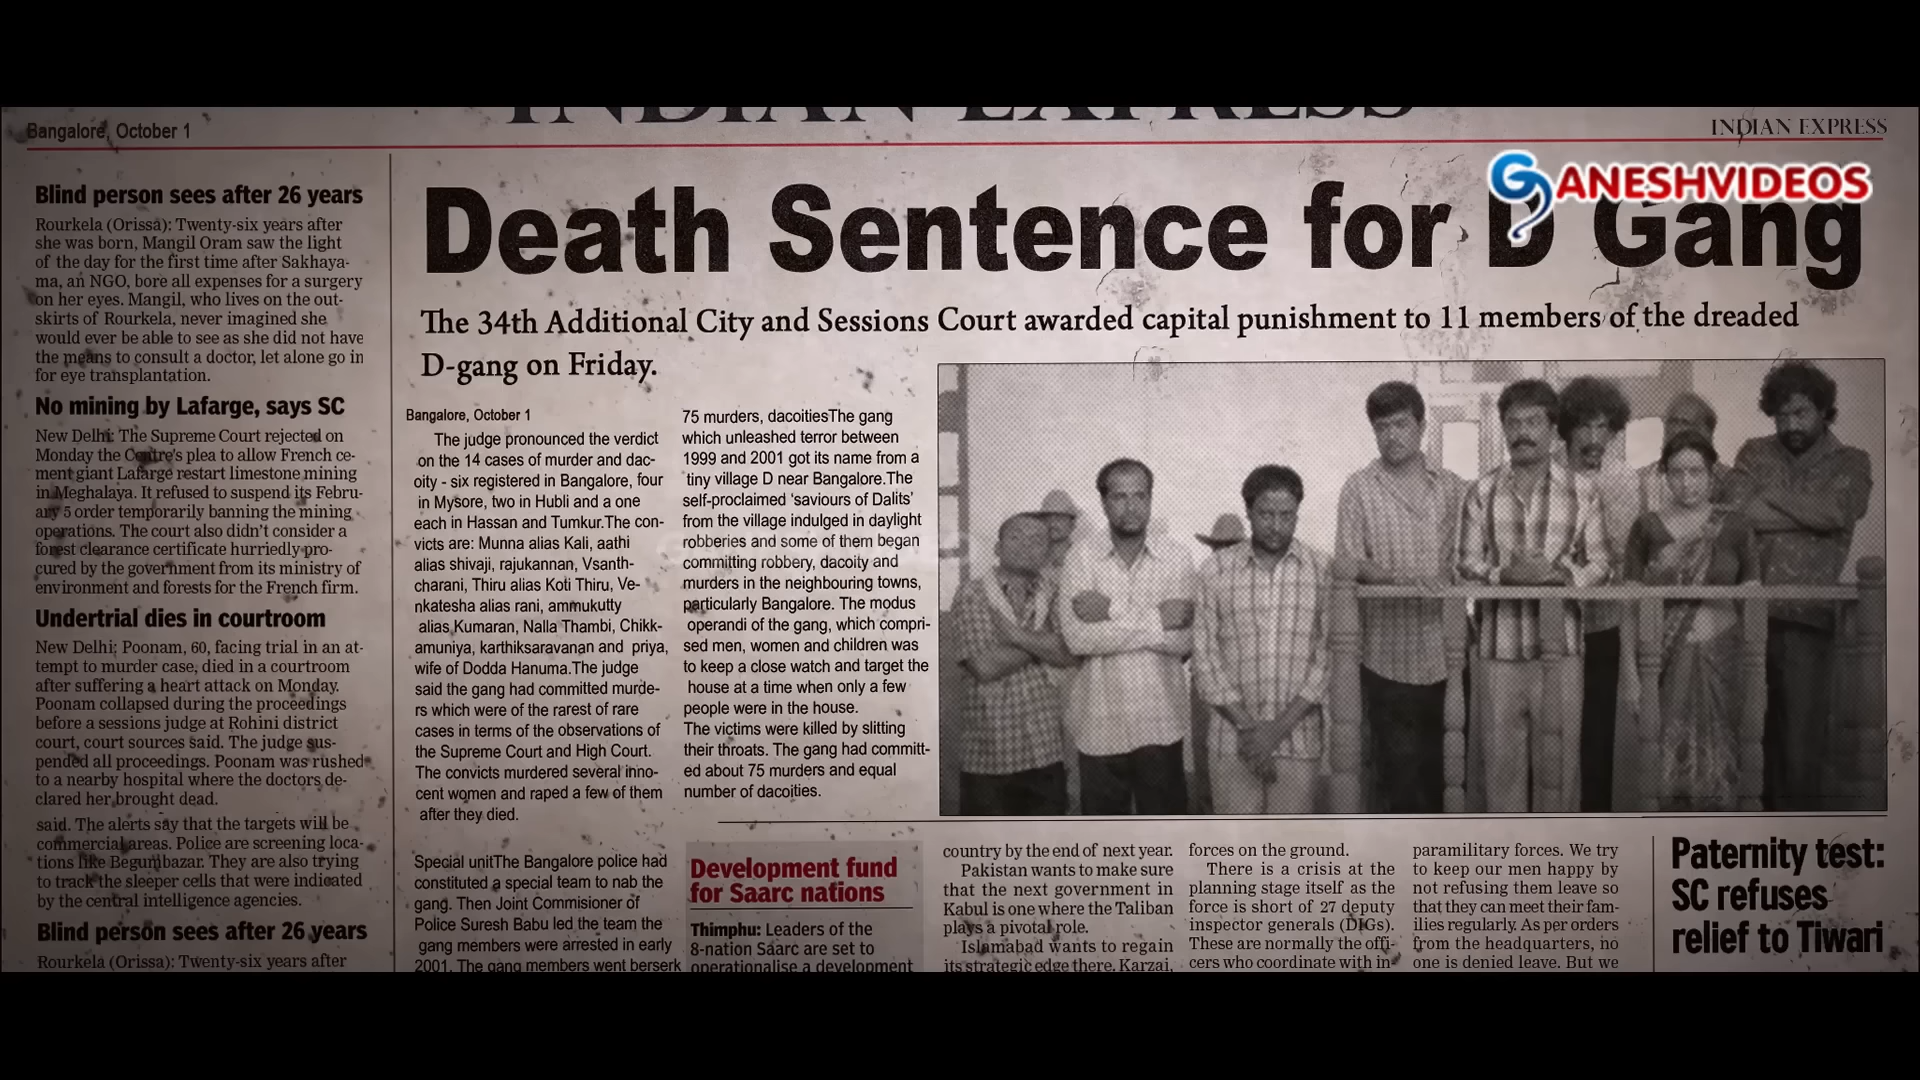 INDIAN EXPRESS
Bangalore, October 1
INDIAN EXPRESS
GANESHVIDEOS
Blind person sees after 26 years
Rourkela (Orissa): Twenty-six years after
she was born, Mangil Oram saw the light
of the day for the first time after Sakhaya-
ma, an NGO, bore all expenses for a surgery
on her eyes. Mangil, who lives on the out-
skirts of Rourkela, never imagined she
would ever be able to see as she did not have
the means to consult a doctor, let alone go in
for eye transplantation.
No mining by Lafarge, says SC
New Delhi: The Supreme Court rejected on
Monday the Centre's plea to allow French ce-
ment giant Lafarge restart limestone mining
in Meghalaya. It refused to suspend its Febru-
ary 5 order temporarily banning the mining
operations. The court also didn't consider a
forest clearance certificate hurriedly pro-
cured by the government from its ministry of
environment and forests for the French firm.
Undertrial dies in courtroom
New Delhi: Poonam, 60, facing trial in an at-
tempt to murder case, died in a courtroom
after suffering a heart attack on Monday.
Poonam collapsed during the proceedings
before a sessions judge at Rohini district
court, court sources said. The judge sus-
pended all proceedings. Poonam was rushed
to a nearby hospital where the doctors de-
clared her brought dead.
said. The alerts say that the targets will be
commercial areas. Police are screening loca-
tions like Begumbazar. They are also trying
to track the sleeper cells that were indicated
by the central intelligence agencies.
Blind person sees after 26 years
Rourkela (Orissa): Twenty-six years after
Death Sentence for D Gang
The 34th Additional City and Sessions Court awarded capital punishment to 11 members of the dreaded
D-gang on Friday.
Bangalore, October 1
The judge pronounced the verdict
on the 14 cases of murder and dac-
oity - six registered in Bangalore, four
in Mysore, two in Hubli and a one
each in Hassan and Tumkur.The con-
victs are: Munna alias Kali, aathi
alias shivaji, rajukannan, Vsanth-
charani, Thiru alias Koti Thiru, Ve-
nkatesha alias rani, ammukutty
alias Kumaran, Nalla Thambi, Chikk-
amuniya, karthiksaravanan and priya,
wife of Dodda Hanuma.The judge
said the gang had committed murde-
rs which were of the rarest of rare
cases in terms of the observations of
the Supreme Court and High Court.
The convicts murdered several inno-
cent women and raped a few of them
after they died.
Special unitThe Bangalore police had
constituted a special team to nab the
gang. Then Joint Commisioner of
Police Suresh Babu led the team the
gang members were arrested in early
2001. The gang members went berserk
75 murders, dacoitiesThe gang
which unleashed terror between
1999 and 2001 got its name from a
tiny village D near Bangalore.The
self-proclaimed 'saviours of Dalits'
from the village indulged in daylight
robberies and some of them began
committing robbery, dacoity and
murders in the neighbouring towns,
particularly Bangalore. The modus
operandi of the gang, which compri-
sed men, women and children was
to keep a close watch and target the
house at a time when only a few
people were in the house.
The victims were killed by slitting
their throats. The gang had committ-
ed about 75 murders and equal
number of dacoities.
Development fund
for Saarc nations
Thimphu: Leaders of the
8-nation Saarc are set to
operationalise a development
country by the end of next year.
Pakistan wants to make sure
that the next government in
Kabul is one where the Taliban
plays a pivotal role.
Islamabad wants to regain
its strategic edge there. Karzai,
forces on the ground.
There is a crisis at the
planning stage itself as the
force is short of 27 deputy
inspector generals (DIGs).
These are normally the offi-
cers who coordinate with in-
paramilitary forces. We try
to keep our men happy by
not refusing them leave so
that they can meet their fam-
ilies regularly. As per orders
from the headquarters, no
one is denied leave. But we
Paternity test:
SC refuses
relief to Tiwari